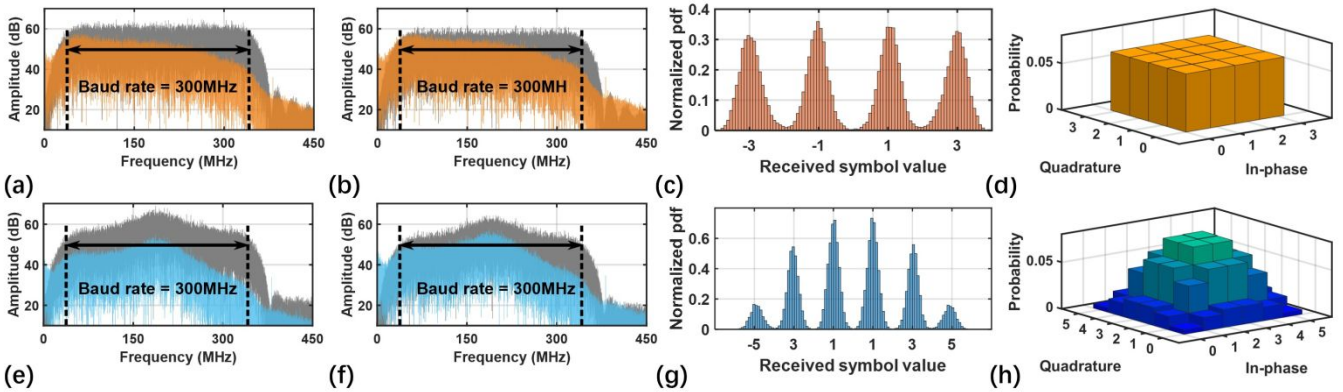 Amplitude (dB)
60
40
20
Baud rate = 300MHz
0 150 300 450
Frequency (MHz)
(a)
Amplitude (dB)
60
40
20
Baud rate = 300MH
0 150 300 450
Frequency (MHz)
(b)
Normalized pdf
0.4
0.3
0.2
0.1
0
-3 -1 1 3
Received symbol value
(c)
Probability
0.05
0
3 2 1 0
Quadrature
0 1 2 3
In-phase
(d)
Amplitude (dB)
60
40
20
Baud rate = 300MHz
0 150 300 450
Frequency (MHz)
(e)
Amplitude (dB)
60
40
20
Baud rate = 300MHz
0 150 300 450
Frequency (MHz)
(f)
Normalized pdf
0.8
0.6
0.4
0.2
0
-5 3 1 1 3 5
Received symbol value
(g)
Probability
0.05
0
5 4 3 2 1 0
Quadrature
0 1 2 3 4 5
In-phase
(h)